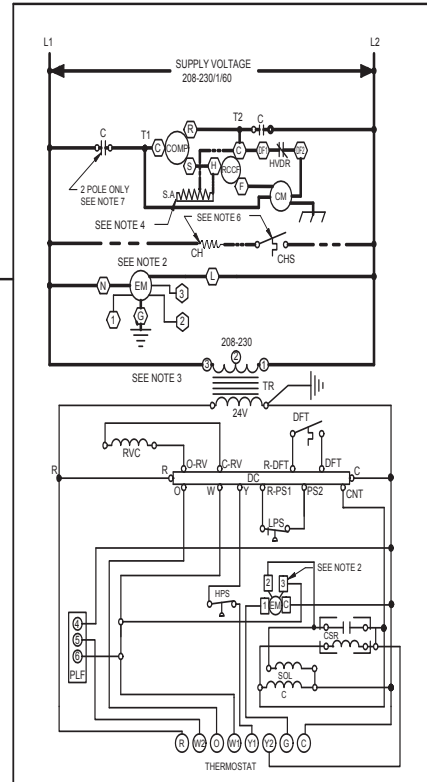 L1 L2
SUPPLY VOLTAGE
208-230/1/60
C T1 C COMP R S T2 C C DF1 HVDR DF2
H RCCF F CM
2 POLE ONLY
SEE NOTE 7
S.A
SEE NOTE 4
SEE NOTE 6
CH CHS
SEE NOTE 2
N EM L
1 G 3 2
208-230
3 2 1
SEE NOTE 3
TR
24V
DFT
RVC O-RV C-RV R-DFT DFT
R R DC C
O W Y R-PS1 PS2 CNT
LPS
SEE NOTE 2
HPS
2 3
1 EM C
CSR
4
5
6
PLF
SOL
C
R W2 O W1 Y1 Y2 G C
THERMOSTAT